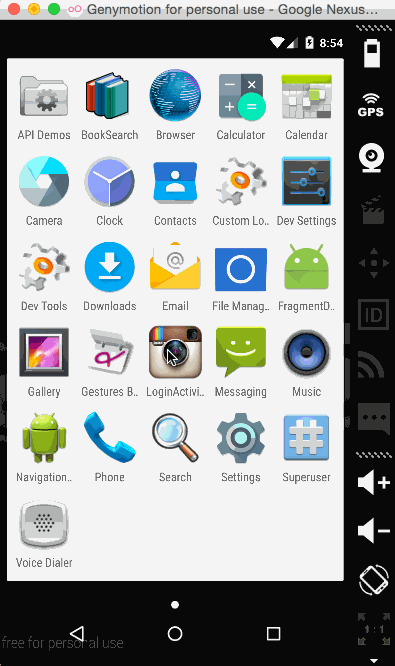 Genymotion for personal use - Google Nexus...
8:54
API Demos BookSearch Browser Calculator Calendar
Camera Clock Contacts Custom Lo.. Dev Settings
Dev Tools Downloads Email File Manag.. FragmentD..
Gallery Gestures B.. LoginActivi.. Messaging Music
Navigation.. Phone Search Settings Superuser
Voice Dialer
GPS
ID
1:1
free for personal use